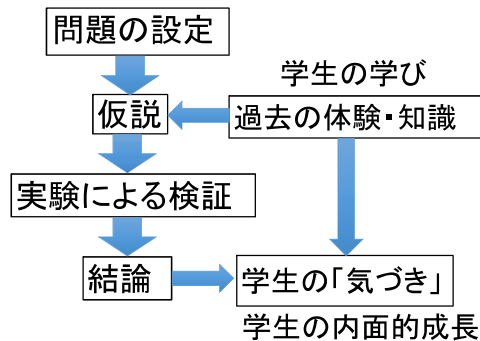 問題の設定
学生の学び
仮説
過去の体験・知識
実験による検証
結論
学生の「気づき」
学生の内面的成長